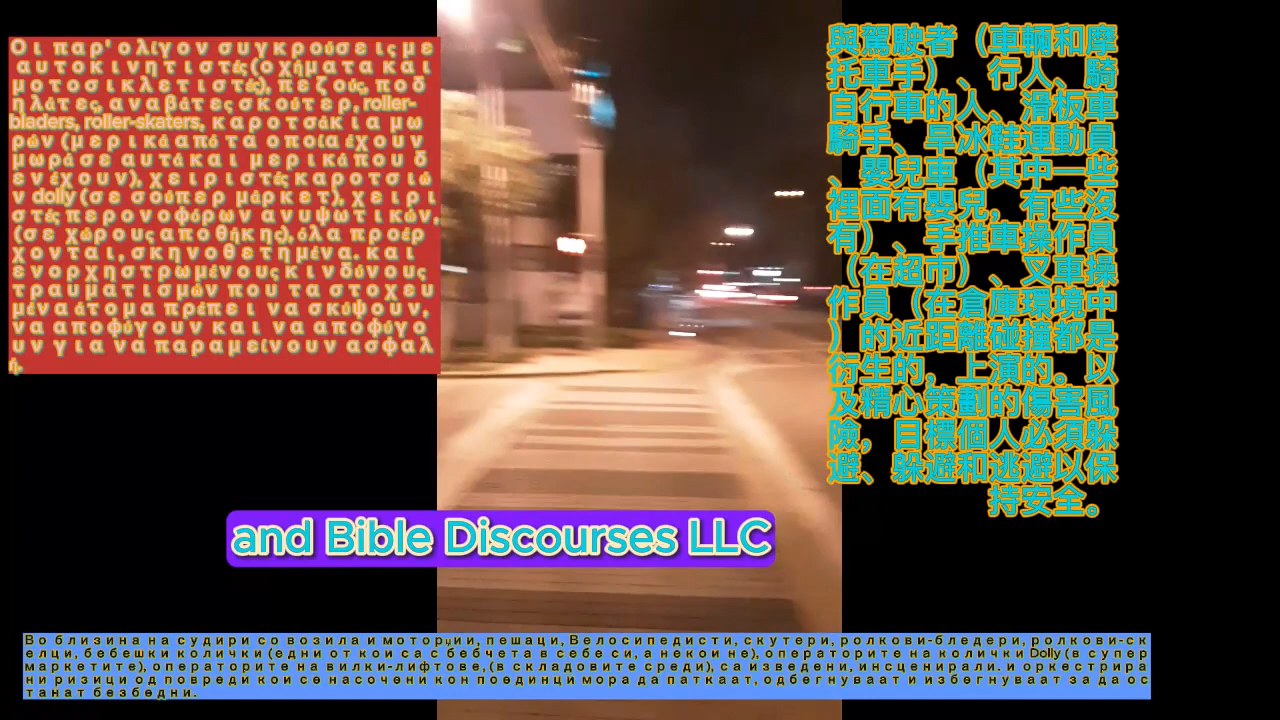 Οι παρ' ολίγον συγκρούσεις με
αυτοκινητιστές (οχήματα και
μοτοσικλετιστές), πεζούς, ποδ
ηλάτες, αναβάτες σκούτερ, roller-
bladers, roller-skaters, καροτσάκια μω
ρών (μερικά από τα οποία έχουν
μωρά σε αυτά και μερικά που δ
εν έχουν), χειριστές καροτσιώ
ν dolly (σε σούπερ μάρκετ), χειρι
στές περονοφόρων ανυψωτικών,
(σε χώρους αποθήκης), όλα προέρ
χονται, σκηνοθετημένα. και
ενορχηστρωμένους κινδύνους
τραυματισμών που τα στοχευ
μένα άτομα πρέπει να σκύψουν,
να αποφύγουν και να αποφύγο
υν για να παραμείνουν ασφαλ
ή.
與駕駛者（車輛和摩
托車手）、行人、騎
自行車的人、滑板車
騎手、旱冰鞋運動員
、嬰兒車（其中一些
裡面有嬰兒，有些沒
有）、手推車操作員
（在超市）、叉車操
作員（在倉庫環境中
）的近距離碰撞都是
衍生的，上演的。以
及精心策劃的傷害風
險，目標個人必須躲
避、躲避和逃避以保
持安全。
and Bible Discourses LLC
Во близина на судири со возила и моторџии, пешаци, Велосипедисти, скутери, ролкови-бледери, ролкови-ск
елци, бебешки колички (едни от кои са с бебчета в себе си, а некои не), операторите на колички Dolly (в супер
маркетите), операторите на вилки-лифтове, (в складовите среди), са изведени, инсценирали. и оркестрира
ни ризици од повреди кои се насочени кон поединци мора да паткаат, одбегнуваат и избегнуваат за да ос
танат безбедни.